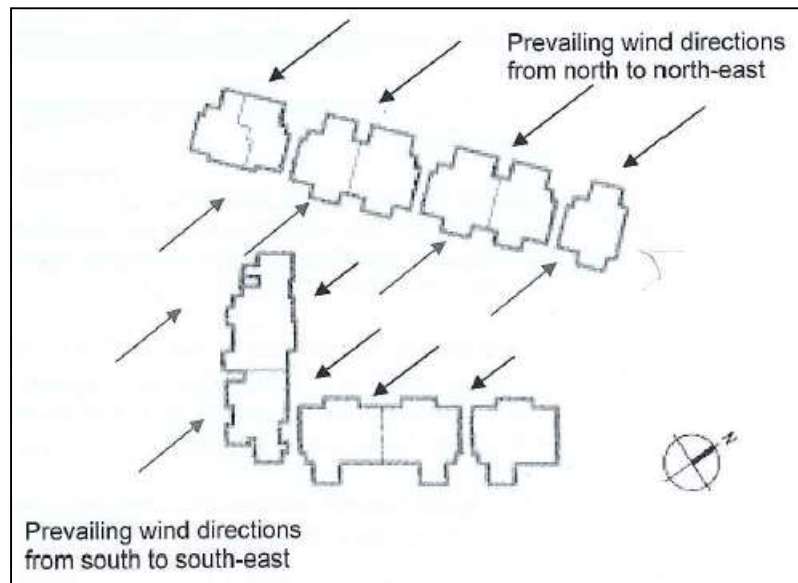 Prevailing wind directions
from north to north-east
N
Prevailing wind directions
from south to south-east